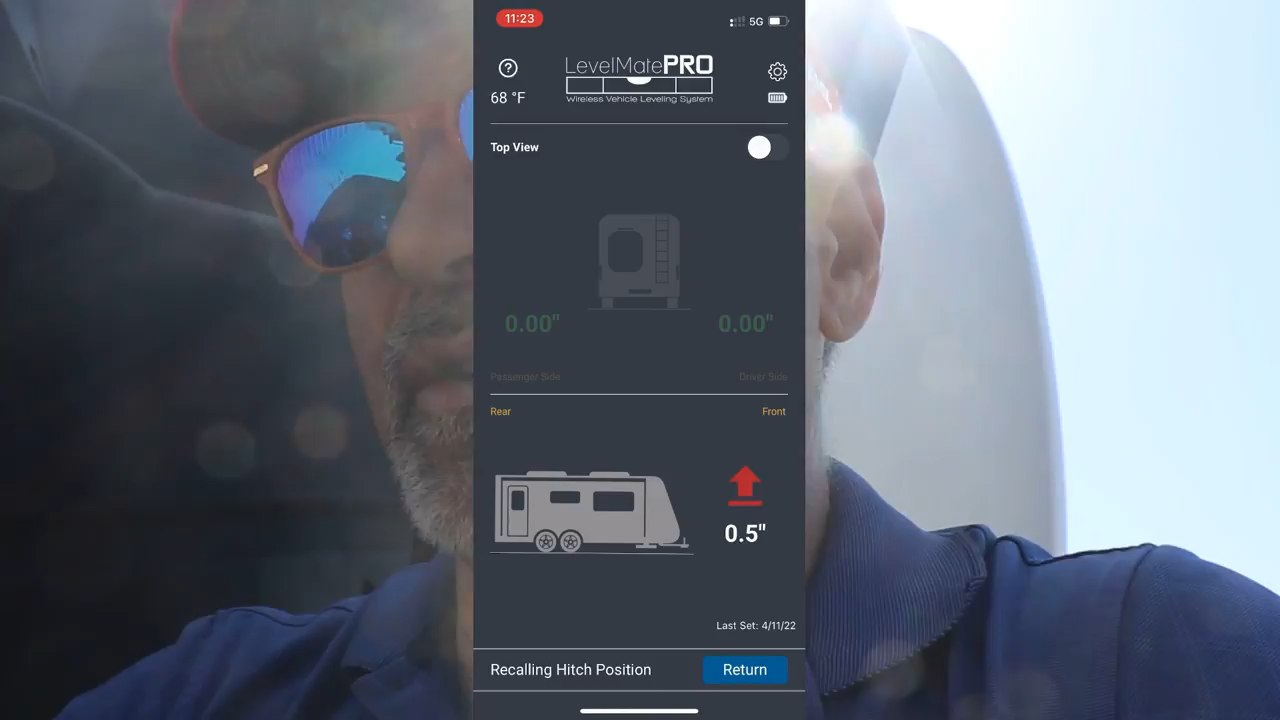 11:23
5G
LevelMatePRO
Wireless Vehicle Leveling System
68 °F
Top View
0.00"
0.00"
Passenger Side
Driver Side
Rear
Front
0.5"
Last Set: 4/11/22
Recalling Hitch Position
Return